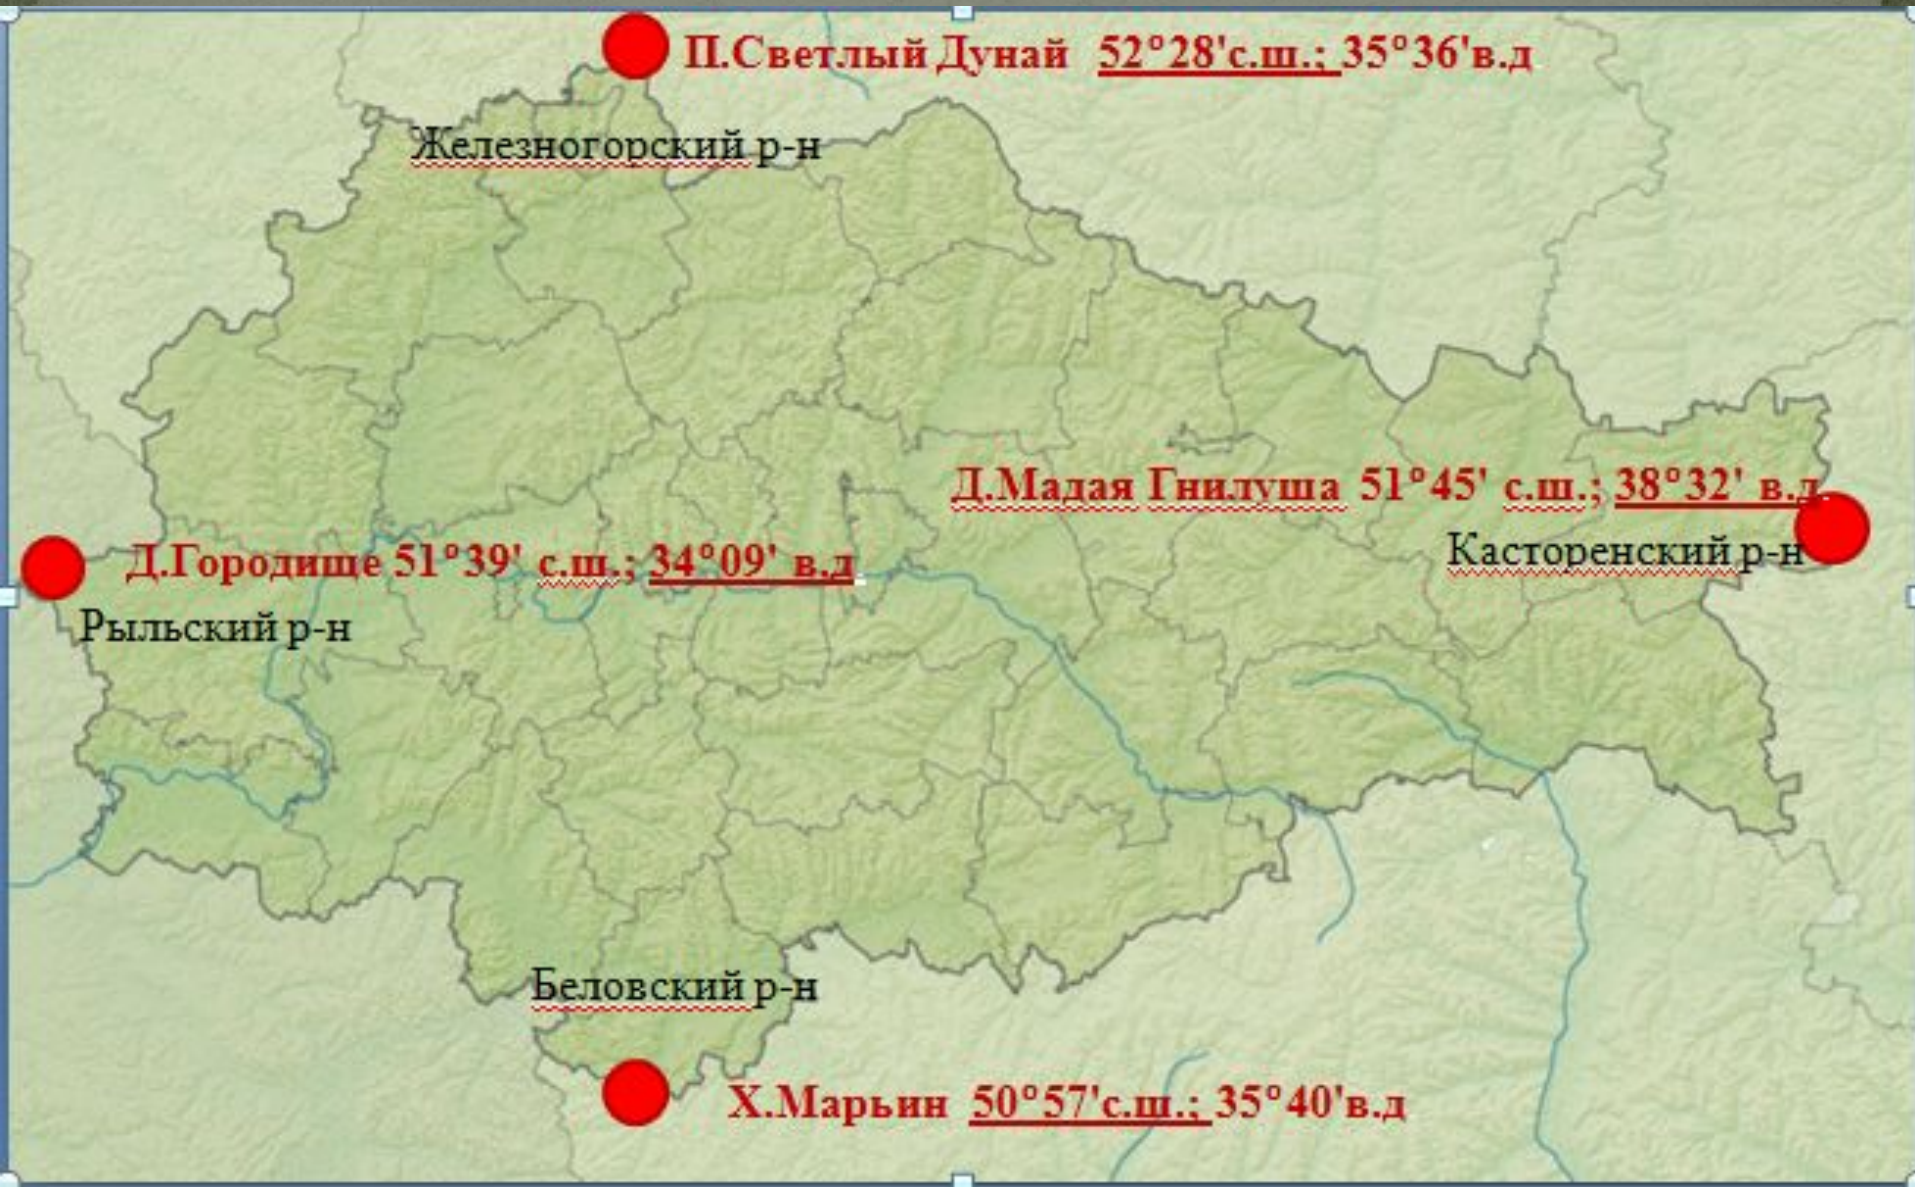 П.Светлый Дунай 52°28'с.ш.; 35°36'в.д
Железногорский р-н
Д.Мадая Гнилуша 51°45' с.ш.; 38°32' в.д
Касторенский р-н
Д.Городище 51°39' с.ш.; 34°09' в.д
Рыльский р-н
Беловский р-н
Х.Марьин 50°57'с.ш.; 35°40'в.д